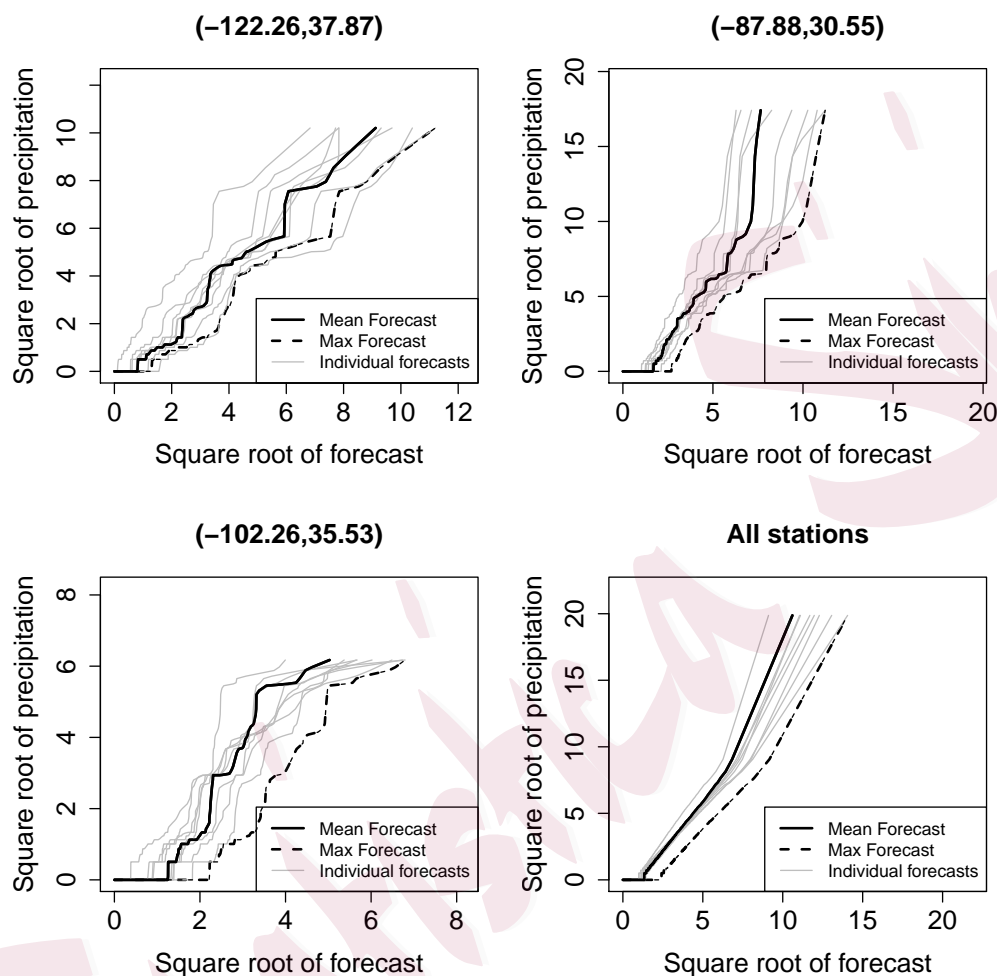 (−122.26,37.87)
Square root of precipitation
0 2 4 6 8 10
0 2 4 6 8 10 12
Square root of forecast
Mean Forecast
Max Forecast
Individual forecasts
(−87.88,30.55)
Square root of precipitation
0 5 10 15 20
0 5 10 15 20
Square root of forecast
Mean Forecast
Max Forecast
Individual forecasts
(−102.26,35.53)
Square root of precipitation
0 2 4 6 8
0 2 4 6 8
Square root of forecast
Mean Forecast
Max Forecast
Individual forecasts
All stations
Square root of precipitation
0 5 10 15 20
0 5 10 15 20
Square root of forecast
Mean Forecast
Max Forecast
Individual forecasts